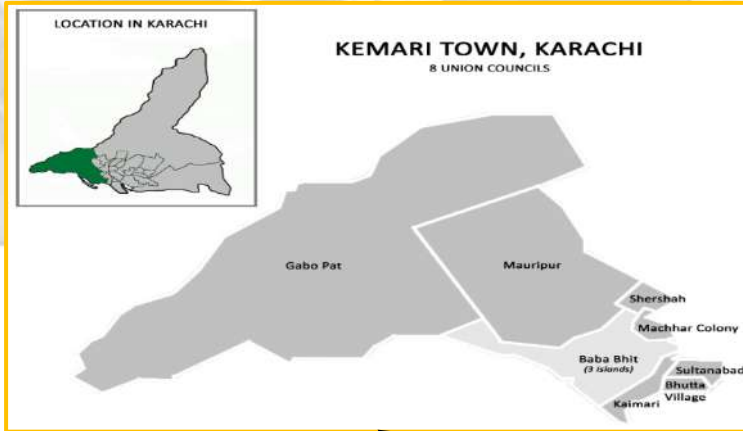 LOCATION IN KARACHI
KEMARI TOWN, KARACHI
8 UNION COUNCILS
Gabo Pat
Mauripur
Shershah
Machhar Colony
Baba Bhit
(3 islands)
Sultanabad
Bhutta
Village
Kaimari